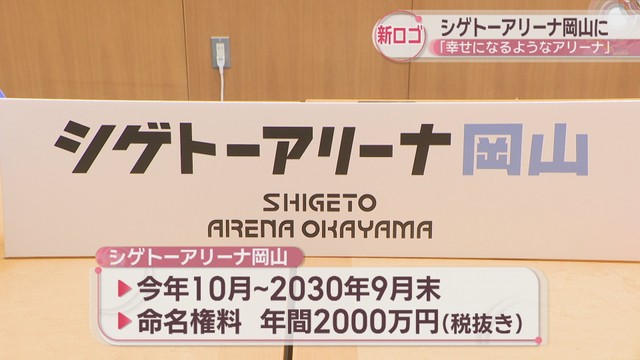 新ロゴ
シゲトーアリーナ岡山に
「幸せになるようなアリーナ」
シゲトーアリーナ岡山
SHIGETO
ARENA OKAYAMA
シゲトーアリーナ岡山
▶今年10月~2030年9月末
▶命名権料 年間2000万円(税抜き)